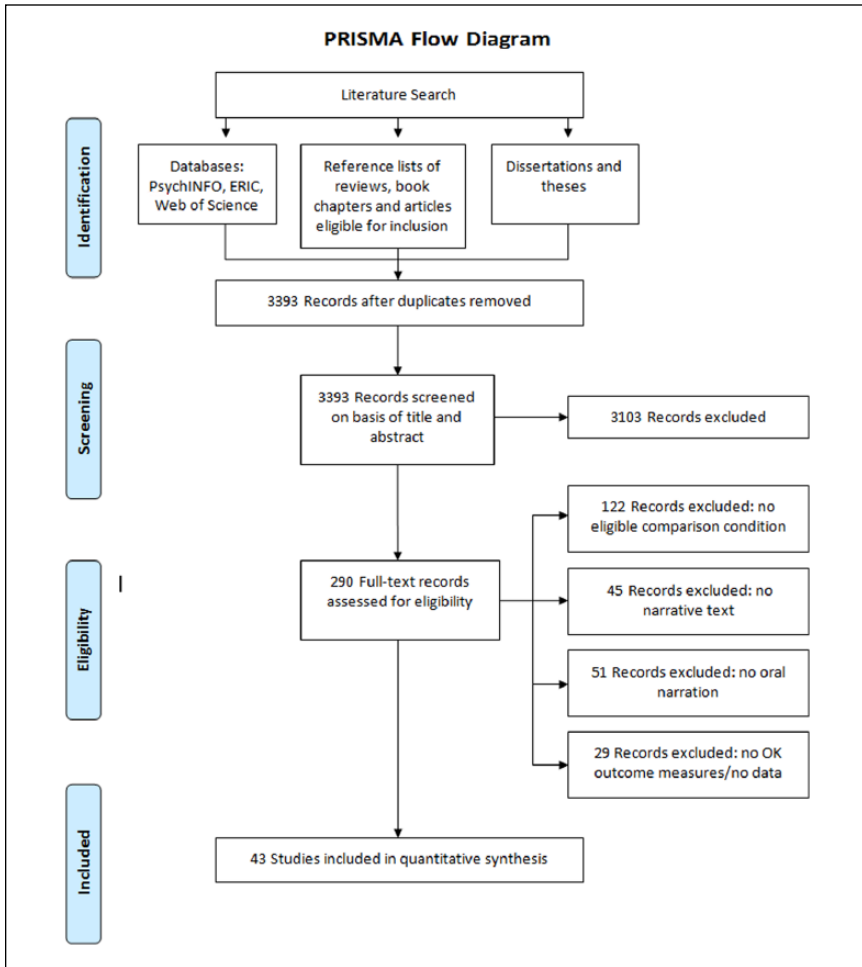 PRISMA Flow Diagram
Literature Search
Identification
Databases:
PsychINFO, ERIC,
Web of Science
Reference lists of
reviews, book
chapters and articles
eligible for inclusion
Dissertations and
theses
3393 Records after duplicates removed
Screening
3393 Records screened
on basis of title and
abstract
3103 Records excluded
Eligibility
290 Full-text records
assessed for eligibility
122 Records excluded: no
eligible comparison condition
45 Records excluded: no
narrative text
51 Records excluded: no oral
narration
29 Records excluded: no OK
outcome measures/no data
Included
43 Studies included in quantitative synthesis